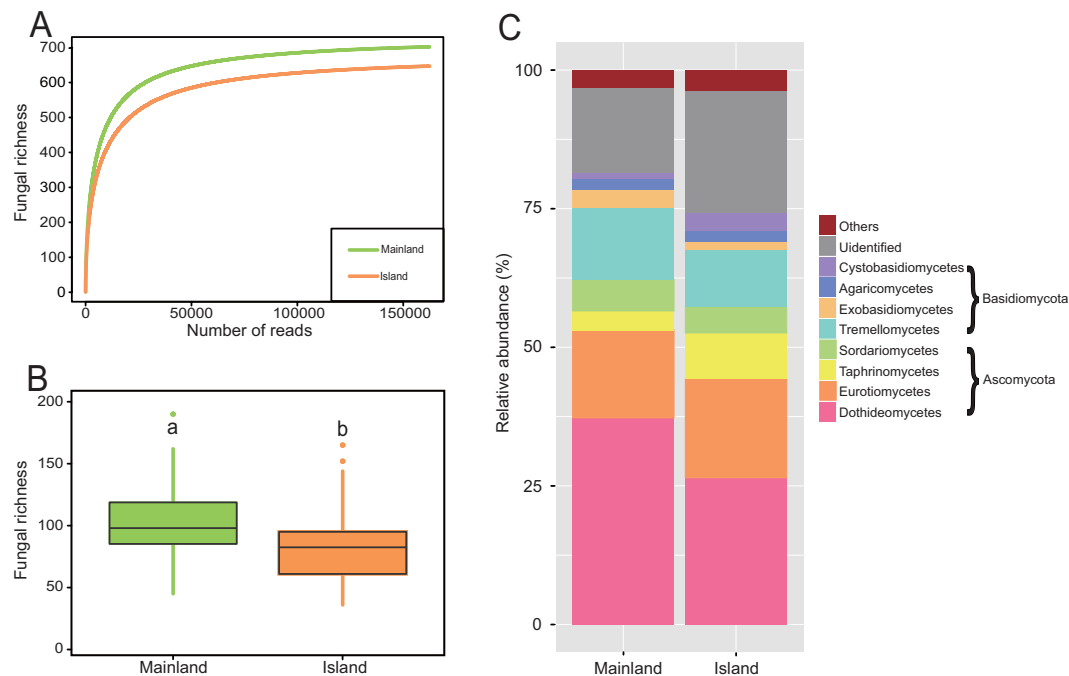 A
Fungal richness
700
600
500
400
300
200
100
0
Mainland
Island
0
50000
100000
150000
Number of reads
B
Fungal richness
200
150
100
50
0
a
b
Mainland
Island
C
Relative abundance (%)
100
75
50
25
0
Mainland
Island
Others
Uidentified
Cystobasidiomycetes
Agaricomycetes
Exobasidiomycetes
Tremellomycetes
Basidiomycota
Sordariomycetes
Taphrinomycetes
Eurotiomycetes
Dothideomycetes
Ascomycota